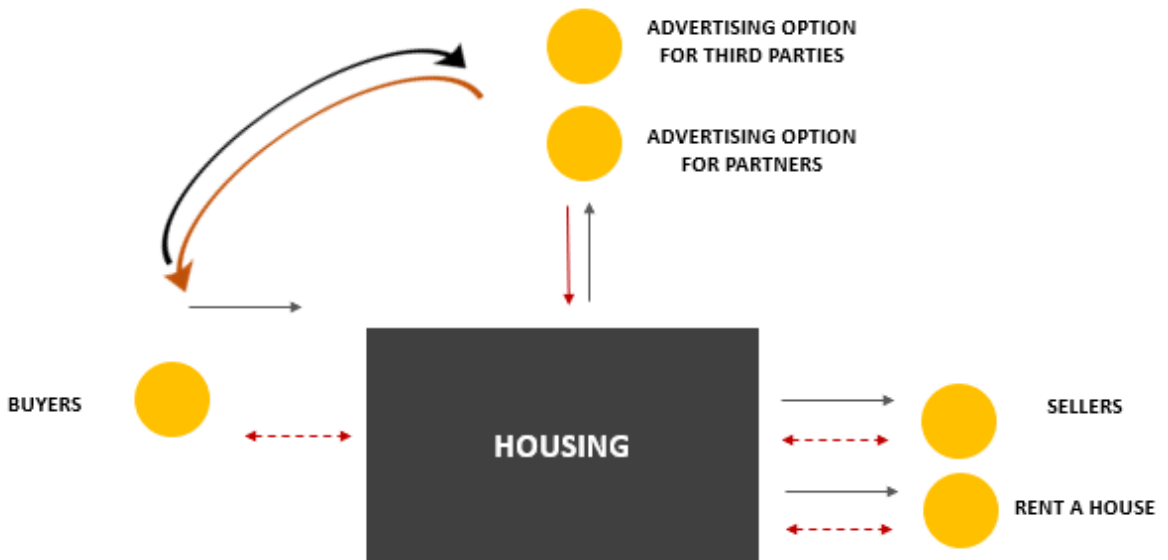 ADVERTISING OPTION
FOR THIRD PARTIES
ADVERTISING OPTION
FOR PARTNERS
BUYERS
HOUSING
SELLERS
RENT A HOUSE